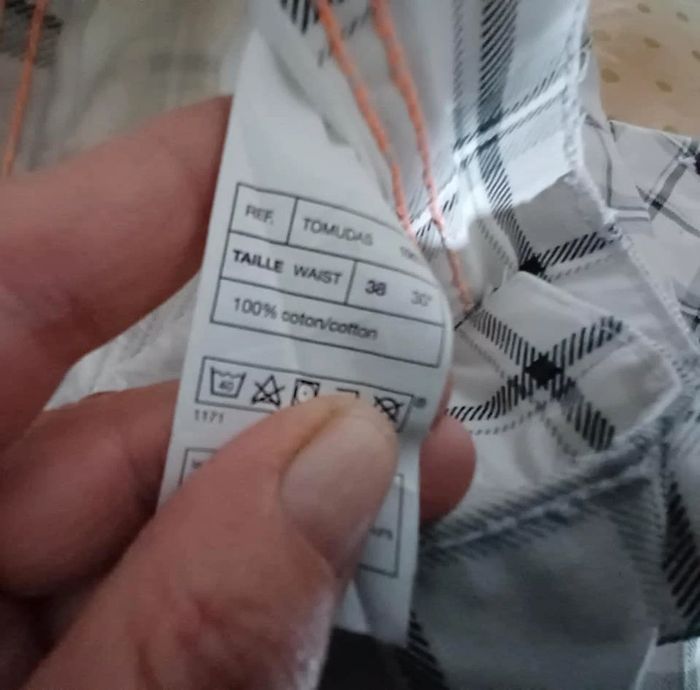 REF. TOMUDAS
TAILLE WAIST 38 30"
100% coton/cotton
40
1171